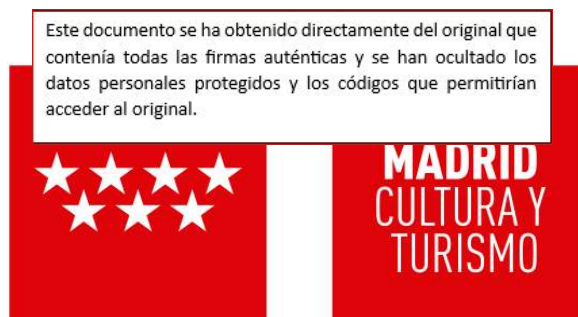 Este documento se ha obtenido directamente del original que
contenía todas las firmas auténticas y se han ocultado los
datos personales protegidos y los códigos que permitirían
acceder al original.
MADRID
CULTURA Y
TURISMO